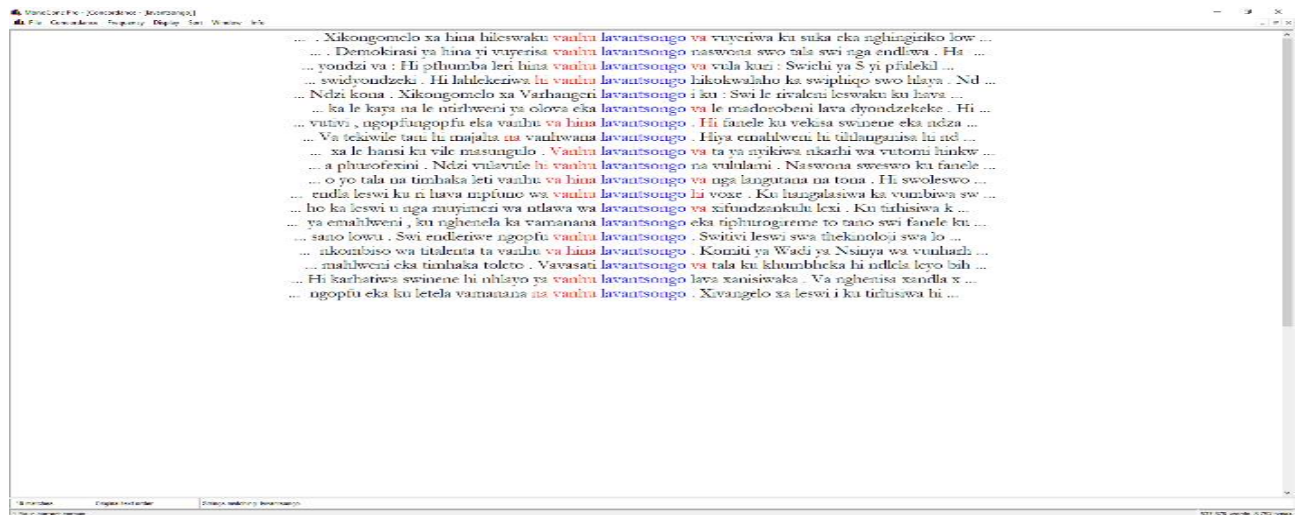 MonoConc Pro - [Concordance - [lavantsongo]]
File Concordance Frequency Display Sort Window Info
... . Xikongomelo xa hina hileswaku vanhu lavantsongo va vuyeriwa ku suka eka nghingiriko low ...
... . Demokirasi ya hina yi vuyerisa vanhu lavantsongo naswona swo tala swi nga endliwa . Ha ...
... yondzi va : Hi pfhumba leri hina vanhu lavantsongo va vula kuri : Swichi ya S yi pfulekil ...
... swidyondzeki . Hi lahlekeriwa hi vanhu lavantsongo hikokwalaho ka swiphiqo swo hlaya . Nd ...
... Ndzi kona . Xikongomelo xa Varhangeri lavantsongo i ku : Swi le rivaleni leswaku ku hava ...
... ka le kaya na le ntirhweni ya olova eka lavantsongo va le madorobeni lava dyondzekeke . Hi ...
... vutivi , ngopfungopfu eka vanhu va hina lavantsongo . Hi fanele ku vekisa swinene eka ndza ...
... Va tekiwile tani hi majaha na vanhwana lavantsongo . Hiya emahlweni hi tihlanganisa hi nd ...
... xa le hansi ku vile masungulo . Vanhu lavantsongo va ta ya nyikiwa nkarhi wa vutomi hinkw ...
... a phurofexini . Ndzi vulavule hi vanhu lavantsongo na vululami . Naswona sweswo ku fanele ...
... o yo tala na timhaka leti vanhu va hina lavantsongo va nga langutana na tona . Hi swoleswo ...
... endla leswi ku ri hava mpfuno wa vanhu lavantsongo hi voxe . Ku hangalasiwa ka vumbiwa sw ...
... ho ka leswi u nga muyimeri wa ntlawa wa lavantsongo va xifundzankulu lexi . Ku tirhisiwa k ...
... ya emahlweni , ku nghenela ka vamanana lavantsongo eka tiphurogireme to tano swi fanele ku ...
... sano lowu . Swi endleriwe ngopfu vanhu lavantsongo . Switivi leswi swa thekinoloji swa lo ...
... nkombiso wa titalenta ta vanhu va hina lavantsongo . Komiti ya Wadi ya Nsinya wa vunharhi ...
... mahlweni eka timhaka toleto . Vavasati lavantsongo va tala ku khumbheka hi ndlela leyo bih ...
... Hi karhatiwa swinene hi nhlayo ya vanhu lavantsongo lava xanisiwaka . Va nghenisa xandla x ...
... ngopfu eka ku letela vamanana na vanhu lavantsongo . Xivangelo xa leswi i ku tirhisiwa hi ...
Original text order
Strings matching: lavantsongo